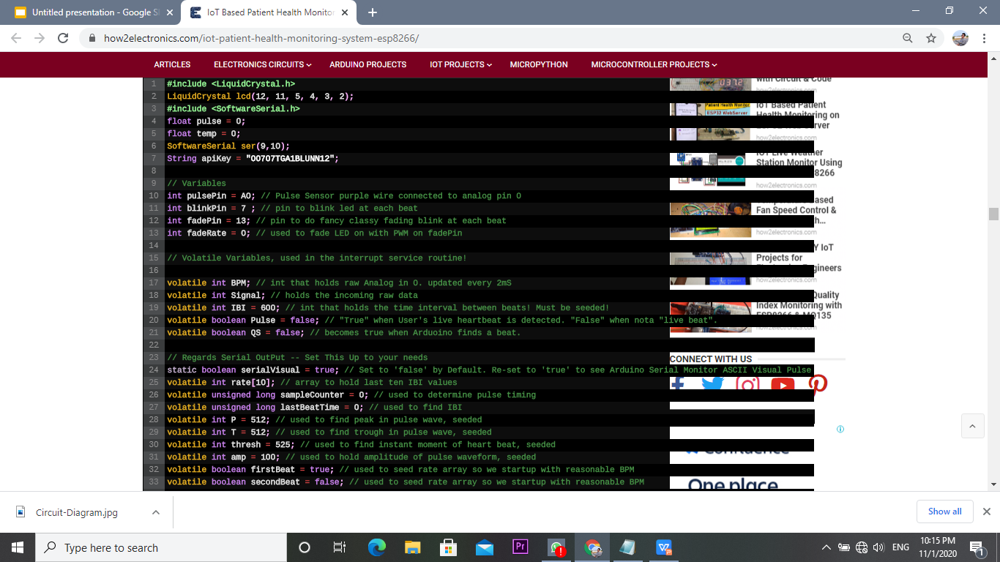 Untitled presentation - Google Sl
IoT Based Patient Health Monitor
how2electronics.com/iot-patient-health-monitoring-system-esp8266/
ARTICLES ELECTRONICS CIRCUITS ARDUINO PROJECTS IOT PROJECTS MICROPYTHON MICROCONTROLLER PROJECTS
1 #include <LiquidCrystal.h>
2 LiquidCrystal lcd(12, 11, 5, 4, 3, 2);
3 #include <SoftwareSerial.h>
4 float pulse = 0;
5 float temp = 0;
6 SoftwareSerial ser(9,10);
7 String apiKey = "OO707TGA1BLUNN12";
8
9 // Variables
10 int pulsePin = A0; // Pulse Sensor purple wire connected to analog pin 0
11 int blinkPin = 7 ; // pin to blink led at each beat
12 int fadePin = 13; // pin to do fancy classy fading blink at each beat
13 int fadeRate = 0; // used to fade LED on with PWM on fadePin
14
15 // Volatile Variables, used in the interrupt service routine!
16
17 volatile int BPM; // int that holds raw Analog in 0. updated every 2mS
18 volatile int Signal; // holds the incoming raw data
19 volatile int IBI = 600; // int that holds the time interval between beats! Must be seeded!
20 volatile boolean Pulse = false; // "True" when User's live heartbeat is detected. "False" when nota "live beat".
21 volatile boolean QS = false; // becomes true when Arduoino finds a beat.
22
23 // Regards Serial OutPut -- Set This Up to your needs
24 static boolean serialVisual = true; // Set to 'false' by Default. Re-set to 'true' to see Arduino Serial Monitor ASCII Visual Pulse
25 volatile int rate[10]; // array to hold last ten IBI values
26 volatile unsigned long sampleCounter = 0; // used to determine pulse timing
27 volatile unsigned long lastBeatTime = 0; // used to find IBI
28 volatile int P = 512; // used to find peak in pulse wave, seeded
29 volatile int T = 512; // used to find trough in pulse wave, seeded
30 volatile int thresh = 525; // used to find instant moment of heart beat, seeded
31 volatile int amp = 100; // used to hold amplitude of pulse waveform, seeded
32 volatile boolean firstBeat = true; // used to seed rate array so we startup with reasonable BPM
33 volatile boolean secondBeat = false; // used to seed rate array so we startup with reasonable BPM
with Circuit & Code
how2electronics.com
Patient Health Monitor
ESP32 WebServer
IoT Based Patient
Health Monitoring on
Server
how2electronics.com
IOT Live Weather
Station Monitor Using
8266
Based
Fan Speed Control &
h...
how2electronics.com
Y IoT
Projects for
Engineers
how2electronics.com
Quality
Index Monitoring with
ESP8266 & MQ135
how2electronics.com
CONNECT WITH US
Confluence
One place
Circuit-Diagram.jpg
Show all
Type here to search
Pr
ENG
10:15 PM
11/1/2020
1